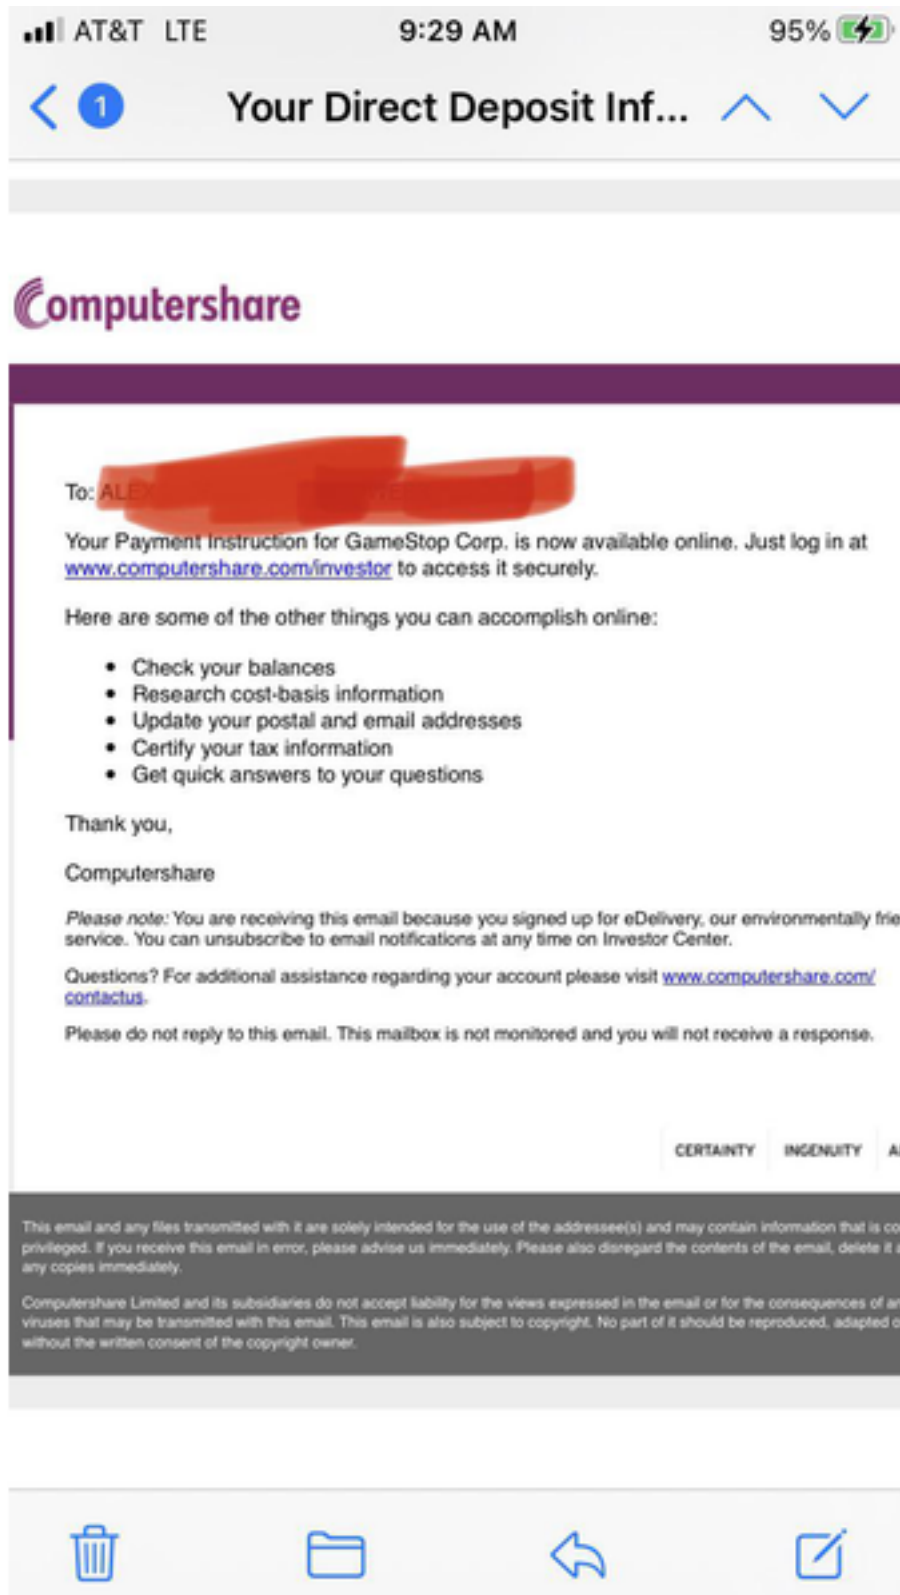 AT&T LTE 9:29 AM 95%
1 Your Direct Deposit Inf...
Computershare
To:
Your Payment Instruction for GameStop Corp. is now available online. Just log in at
www.computershare.com/investor to access it securely.
Here are some of the other things you can accomplish online:
• Check your balances
• Research cost-basis information
• Update your postal and email addresses
• Certify your tax information
• Get quick answers to your questions
Thank you,
Computershare
Please note: You are receiving this email because you signed up for eDelivery, our environmentally frie
service. You can unsubscribe to email notifications at any time on Investor Center.
Questions? For additional assistance regarding your account please visit www.computershare.com/
contactus.
Please do not reply to this email. This mailbox is not monitored and you will not receive a response.
CERTAINTY INGENUITY
This email and any files transmitted with it are solely intended for the use of the addressee(s) and may contain information that is co
privileged. If you receive this email in error, please advise us immediately. Please also disregard the contents of the email, delete it a
any copies immediately.
Computershare Limited and its subsidiaries do not accept liability for the views expressed in the email or for the consequences of an
viruses that may be transmitted with this email. This email is also subject to copyright. No part of it should be reproduced, adapted o
without the written consent of the copyright owner.